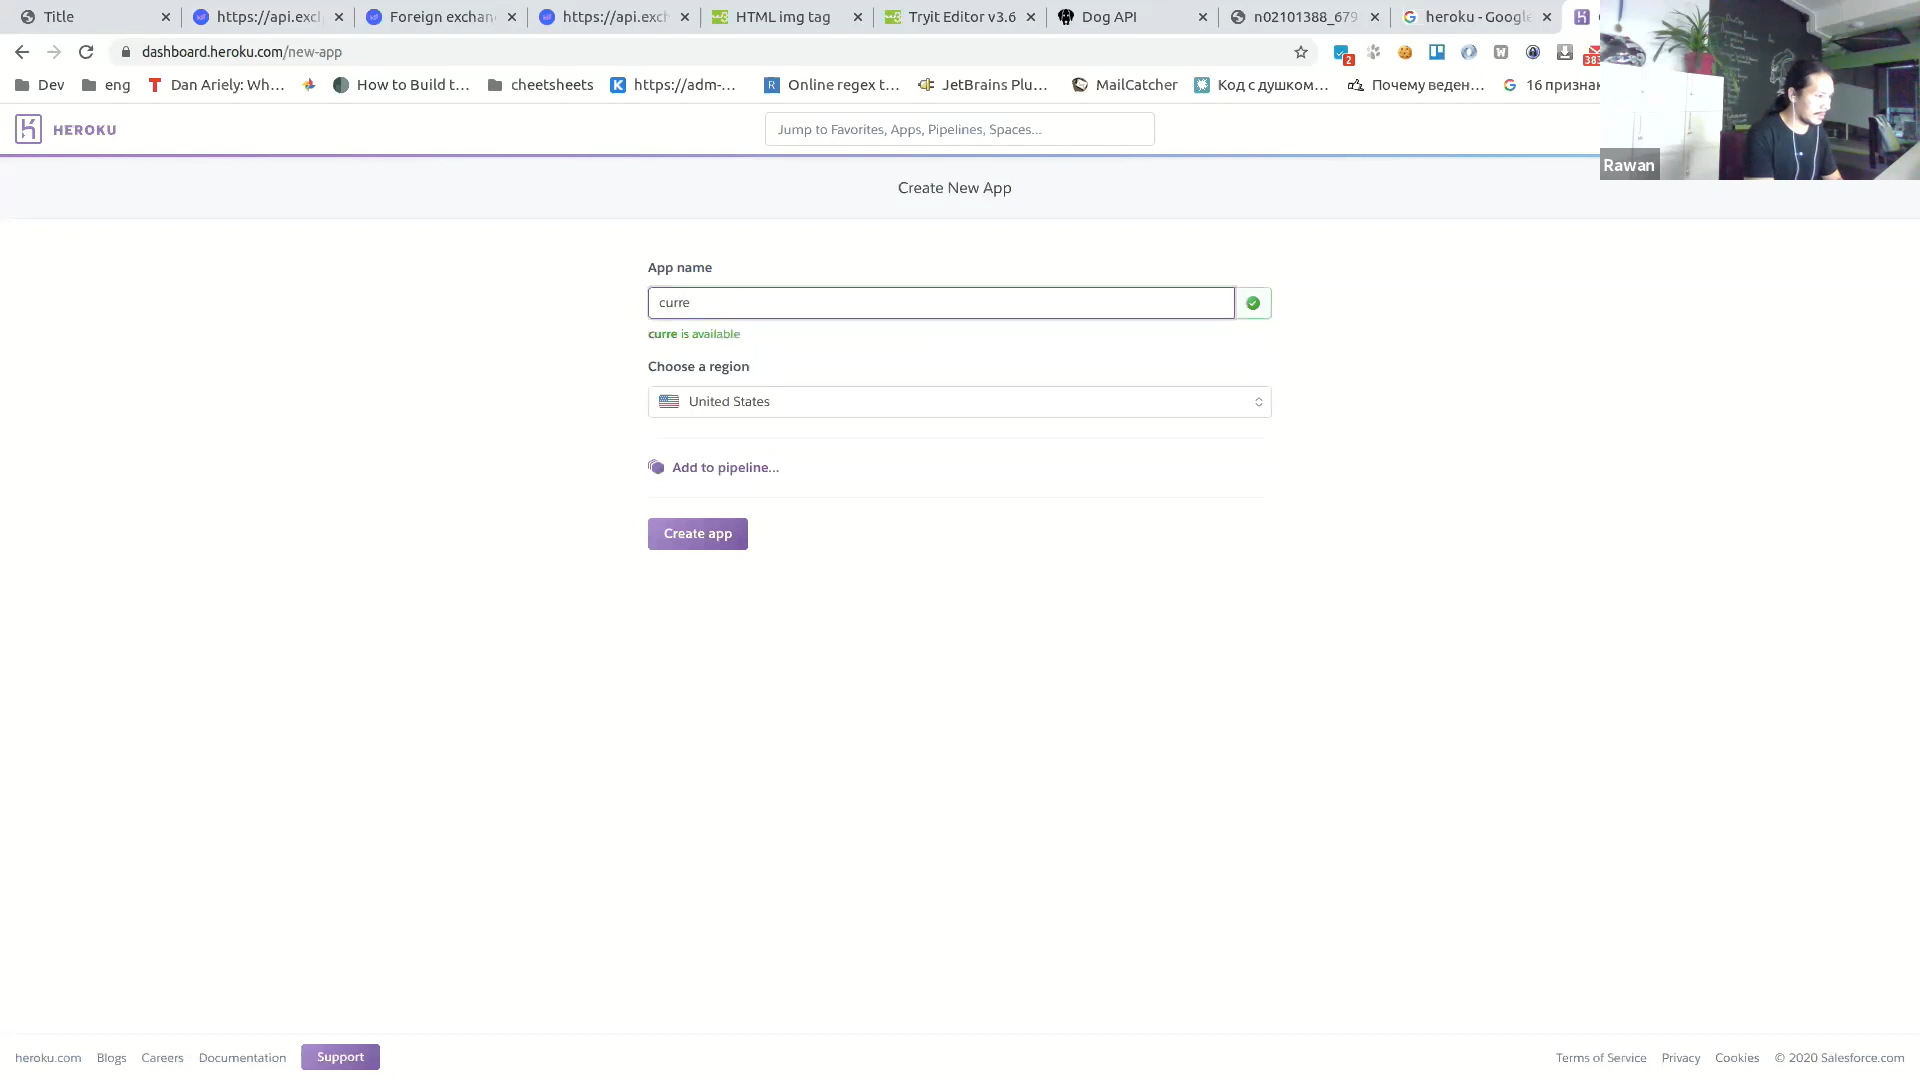 Title
https://api.excl
Foreign exchan
https://api.exch
HTML img tag
Tryit Editor v3.6
Dog API
n02101388_679
heroku - Google
dashboard.heroku.com/new-app
2
Dev
eng
Dan Ariely: Wh...
How to Build t...
cheetsheets
https://adm-...
Online regex t...
JetBrains Plu...
MailCatcher
Код с душком...
Почему веден...
16 признак
HEROKU
Jump to Favorites, Apps, Pipelines, Spaces...
Rawan
Create New App
App name
curre
curre is available
Choose a region
United States
Add to pipeline...
Create app
heroku.com
Blogs
Careers
Documentation
Support
Terms of Service
Privacy
Cookies
© 2020 Salesforce.com